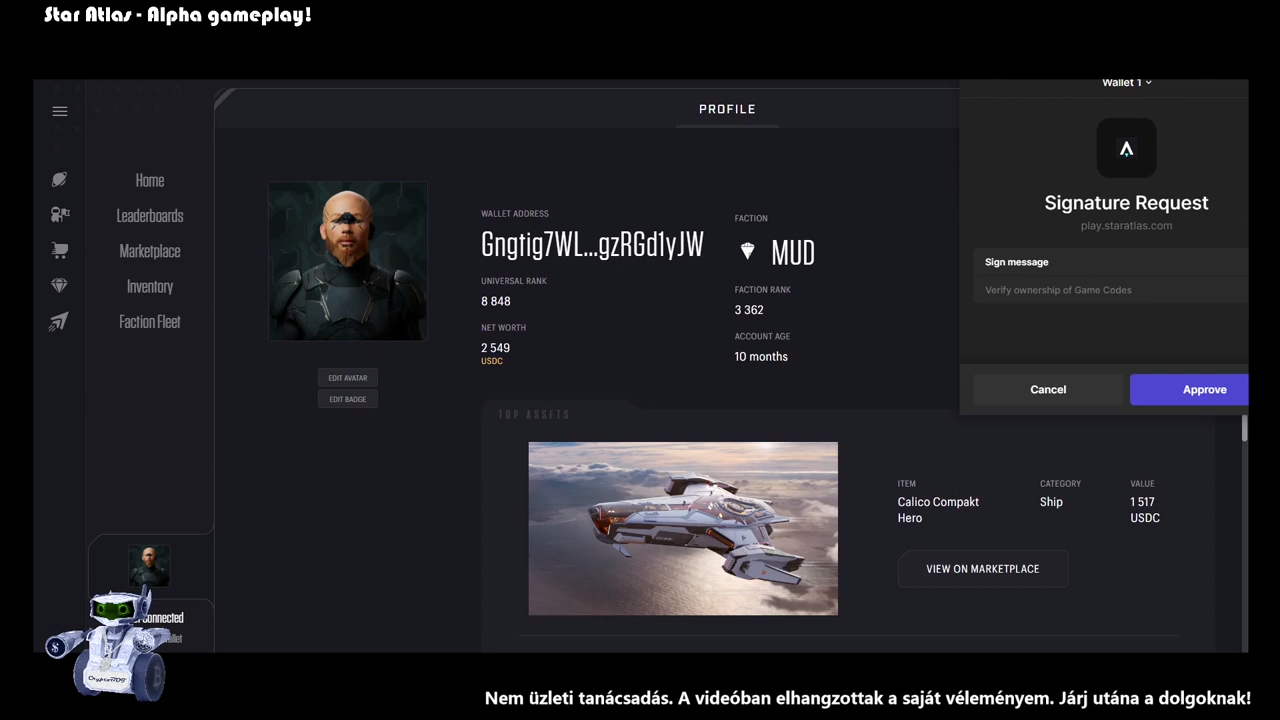 Star Atlas - Alpha gameplay!
Wallet 1
PROFILE
Signature Request
play.staratlas.com
Sign message
Verify ownership of Game Codes
Cancel
Approve
Home
Leaderboards
Marketplace
Inventory
Faction Fleet
WALLET ADDRESS
Gngtig7WL...gzRGd1yJW
FACTION
MUD
UNIVERSAL RANK
8 848
FACTION RANK
3 362
NET WORTH
2 549
USDC
ACCOUNT AGE
10 months
EDIT AVATAR
EDIT BADGE
TOP ASSETS
ITEM
CATEGORY
VALUE
Calico Compakt
Hero
Ship
1 517
USDC
VIEW ON MARKETPLACE
Nem üzleti tanácsadás. A videóban elhangzottak a saját véleményem. Járj utána a dolgoknak!